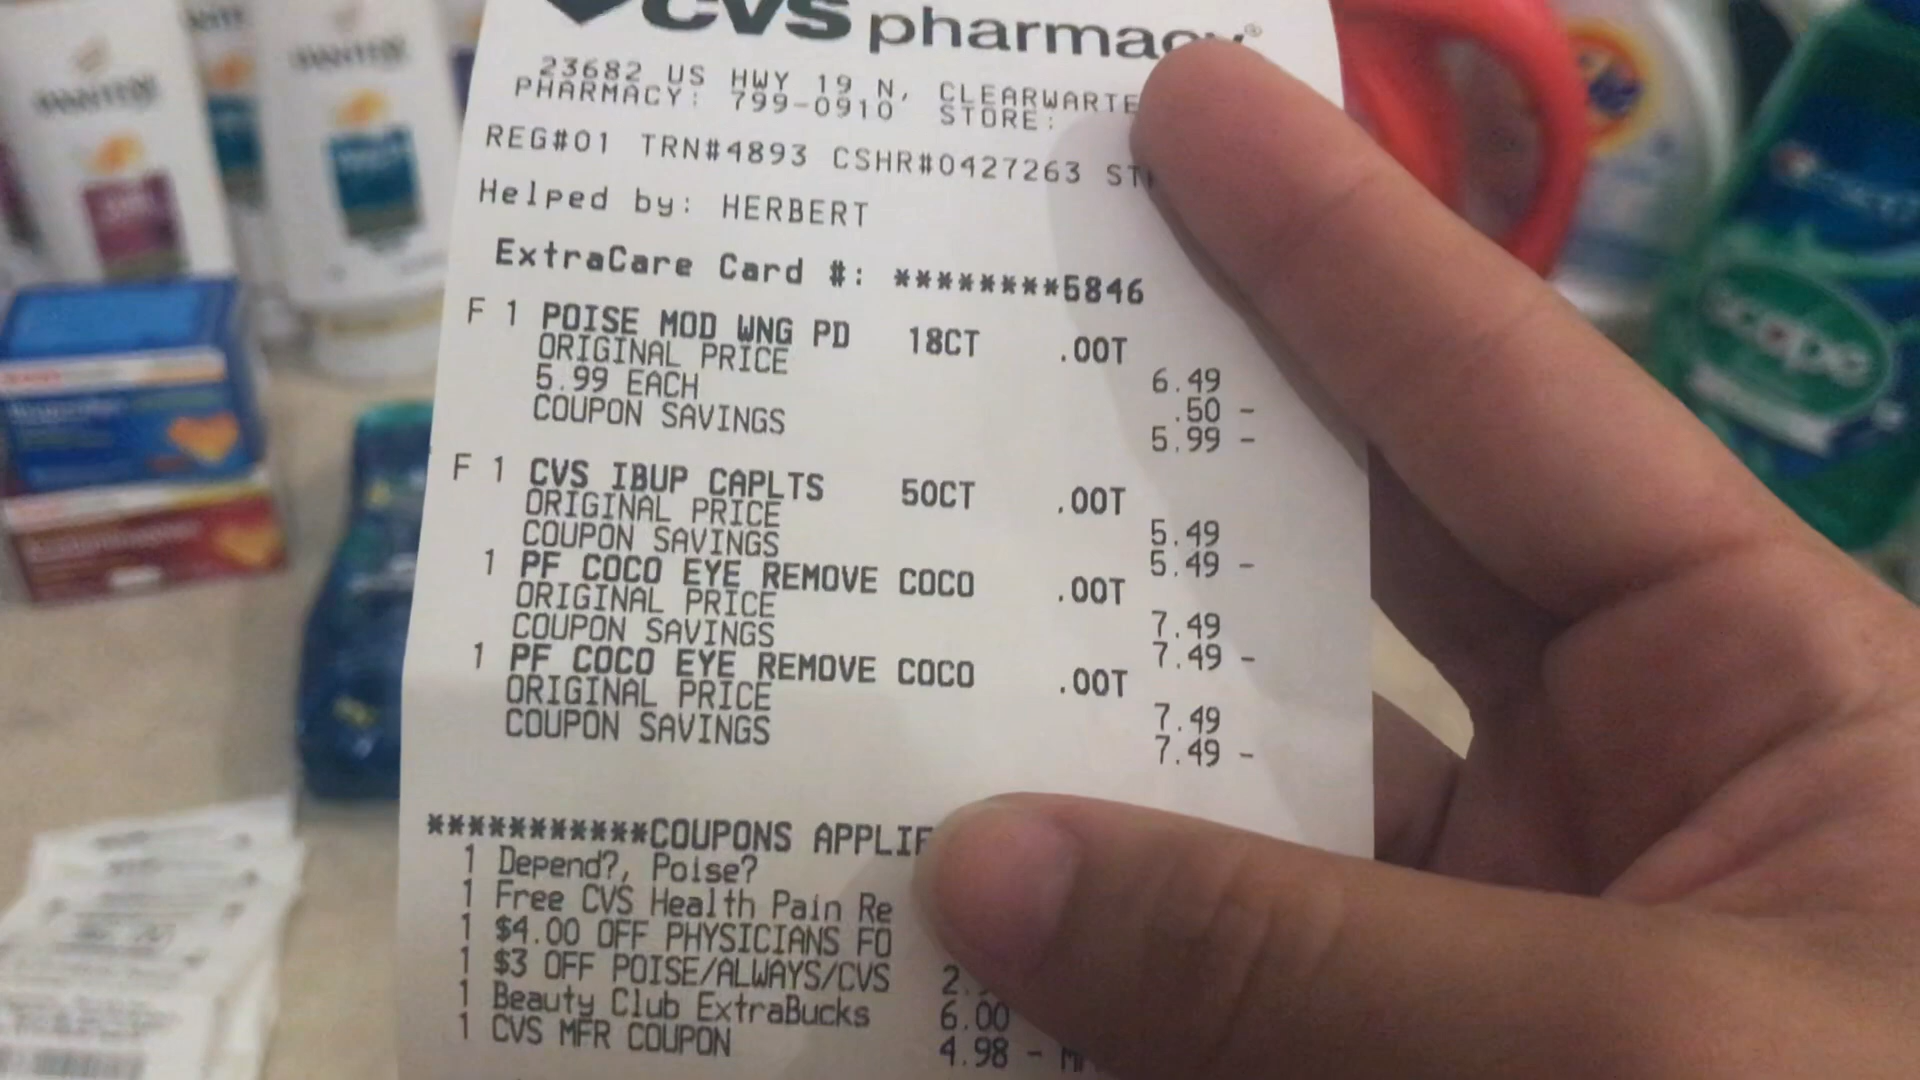 CVS pharmacy
23682 US HWY 19 N, CLEARWARTE
PHARMACY: 799-0910 STORE:
REG#01 TRN#4893 CSHR#0427263
Helped by: HERBERT
ExtraCare Card #: ********5846
F 1 POISE MOD WNG PD 18CT .00T
ORIGINAL PRICE 6.49
5.99 EACH .50 -
COUPON SAVINGS 5.99 -
F 1 CVS IBUP CAPLTS 50CT .00T
ORIGINAL PRICE 5.49
COUPON SAVINGS 5.49 -
1 PF COCO EYE REMOVE COCO .00T
ORIGINAL PRICE 7.49
COUPON SAVINGS 7.49 -
1 PF COCO EYE REMOVE COCO .00T
ORIGINAL PRICE 7.49
COUPON SAVINGS 7.49 -
***********COUPONS APPLIE
1 Depend?, Poise?
1 Free CVS Health Pain Re
1 $4.00 OFF PHYSICIANS FO
1 $3 OFF POISE/ALWAYS/CVS 2.
1 Beauty Club ExtraBucks 6.00
1 CVS MFR COUPON 4.98 -
scope
PANTENE
PANTENE